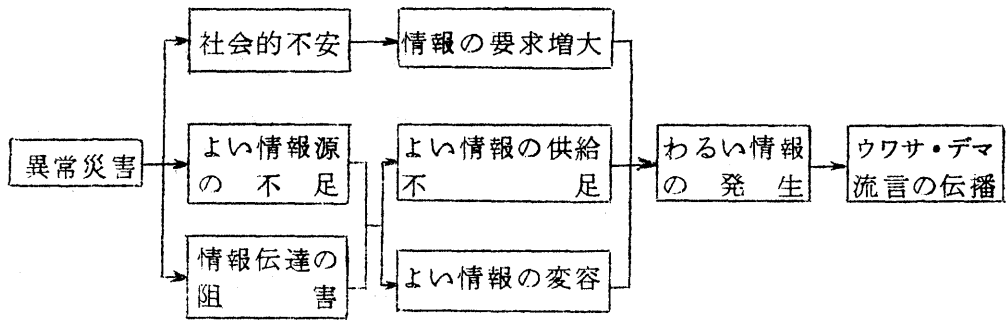 異常災害
社会的不安
よい情報源
の不足
情報伝達の
阻害
情報の要求増大
よい情報の供給
不足
よい情報の変容
わるい情報
の発生
ウワサ・デマ
流言の伝播